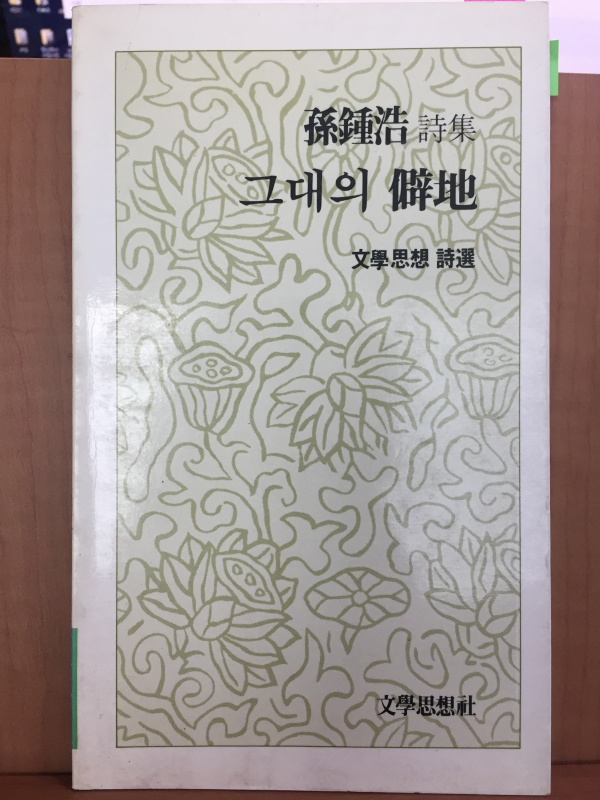 孫鍾浩 詩集
그대의 僻地
文學思想 詩選
文學思想社